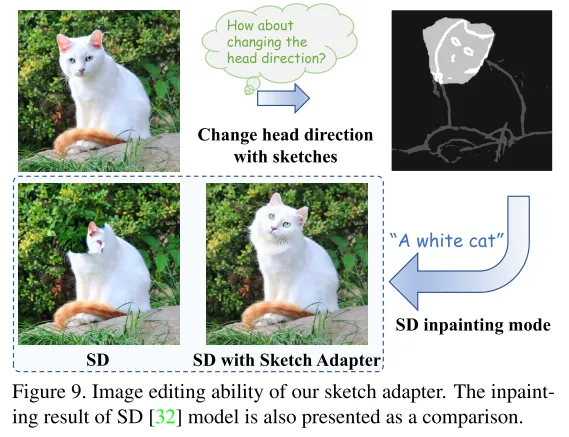 How about
changing the
head direction?
Change head direction
with sketches
"A white cat"
SD inpainting mode
SD
SD with Sketch Adapter
Figure 9. Image editing ability of our sketch adapter. The inpaint-
ing result of SD [32] model is also presented as a comparison.